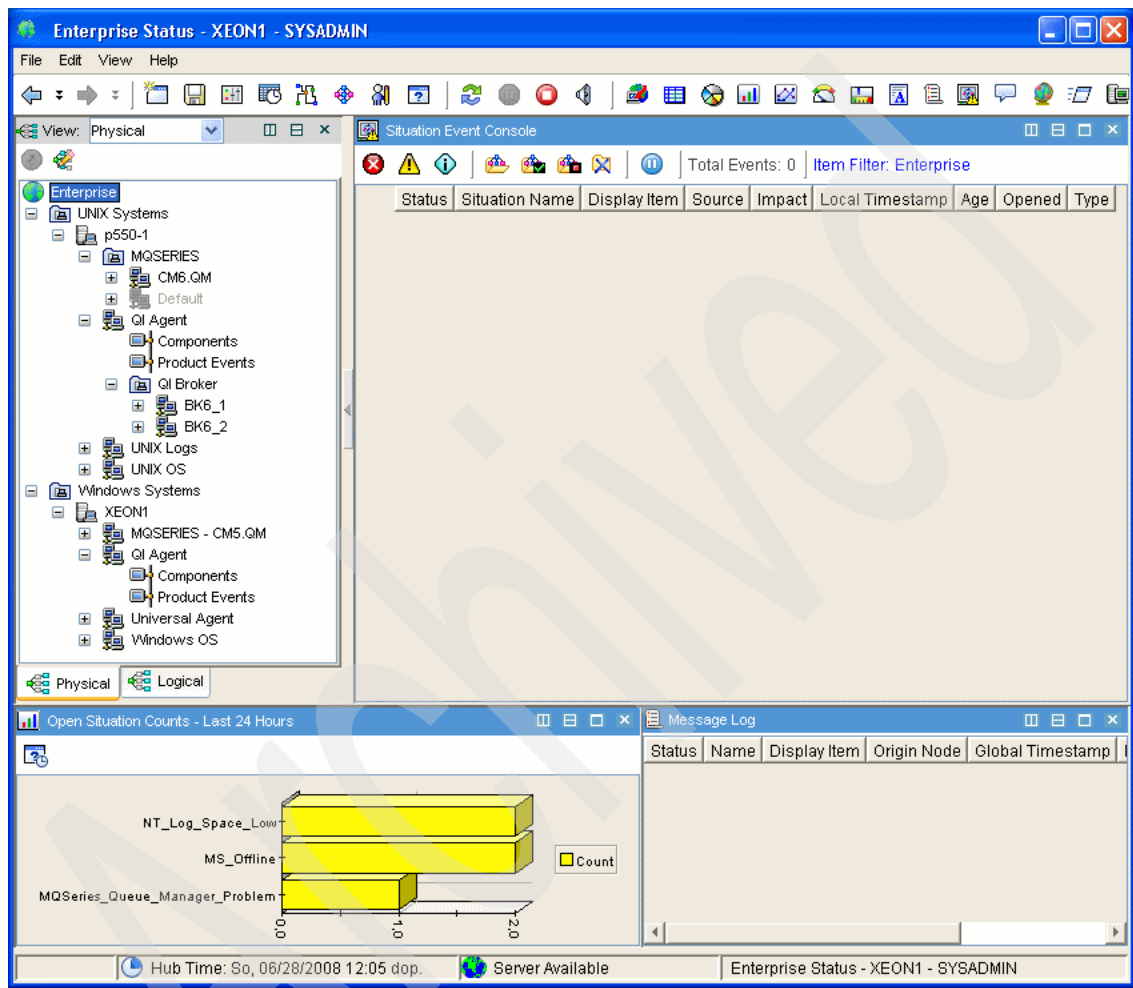 Enterprise Status - XEON1 - SYSADMIN
File Edit View Help
View: Physical
Enterprise
UNIX Systems
p550-1
MQSERIES
CM6.QM
Default
QI Agent
Components
Product Events
QI Broker
BK6_1
BK6_2
UNIX Logs
UNIX OS
Windows Systems
XEON1
MQSERIES - CM5.QM
QI Agent
Components
Product Events
Universal Agent
Windows OS
Physical Logical
Situation Event Console
Total Events: 0 Item Filter: Enterprise
Status Situation Name Display Item Source Impact Local Timestamp Age Opened Type
Open Situation Counts - Last 24 Hours
NT_Log_Space_Low
MS_Offline
MQSeries_Queue_Manager_Problem
0.0 1.0 2.0
Count
Message Log
Status Name Display Item Origin Node Global Timestamp
Hub Time: So, 06/28/2008 12:05 dop. Server Available Enterprise Status - XEON1 - SYSADMIN
Archived